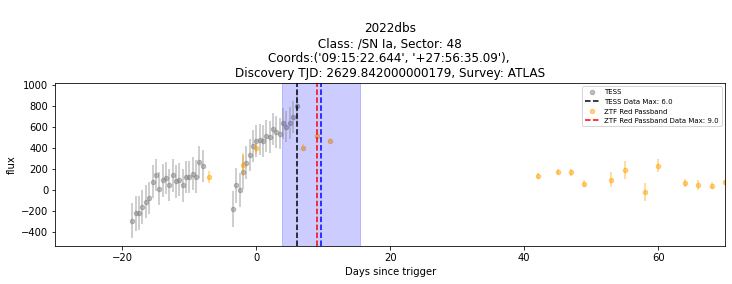 2022dbs
Class: /SN Ia, Sector: 48
Coords:('09:15:22.644', '+27:56:35.09'),
Discovery TJD: 2629.842000000179, Survey: ATLAS
1000
800
600
400
200
0
−200
−400
flux
TESS
TESS Data Max: 6.0
ZTF Red Passband
ZTF Red Passband Data Max: 9.0
−20
0
20
40
60
Days since trigger